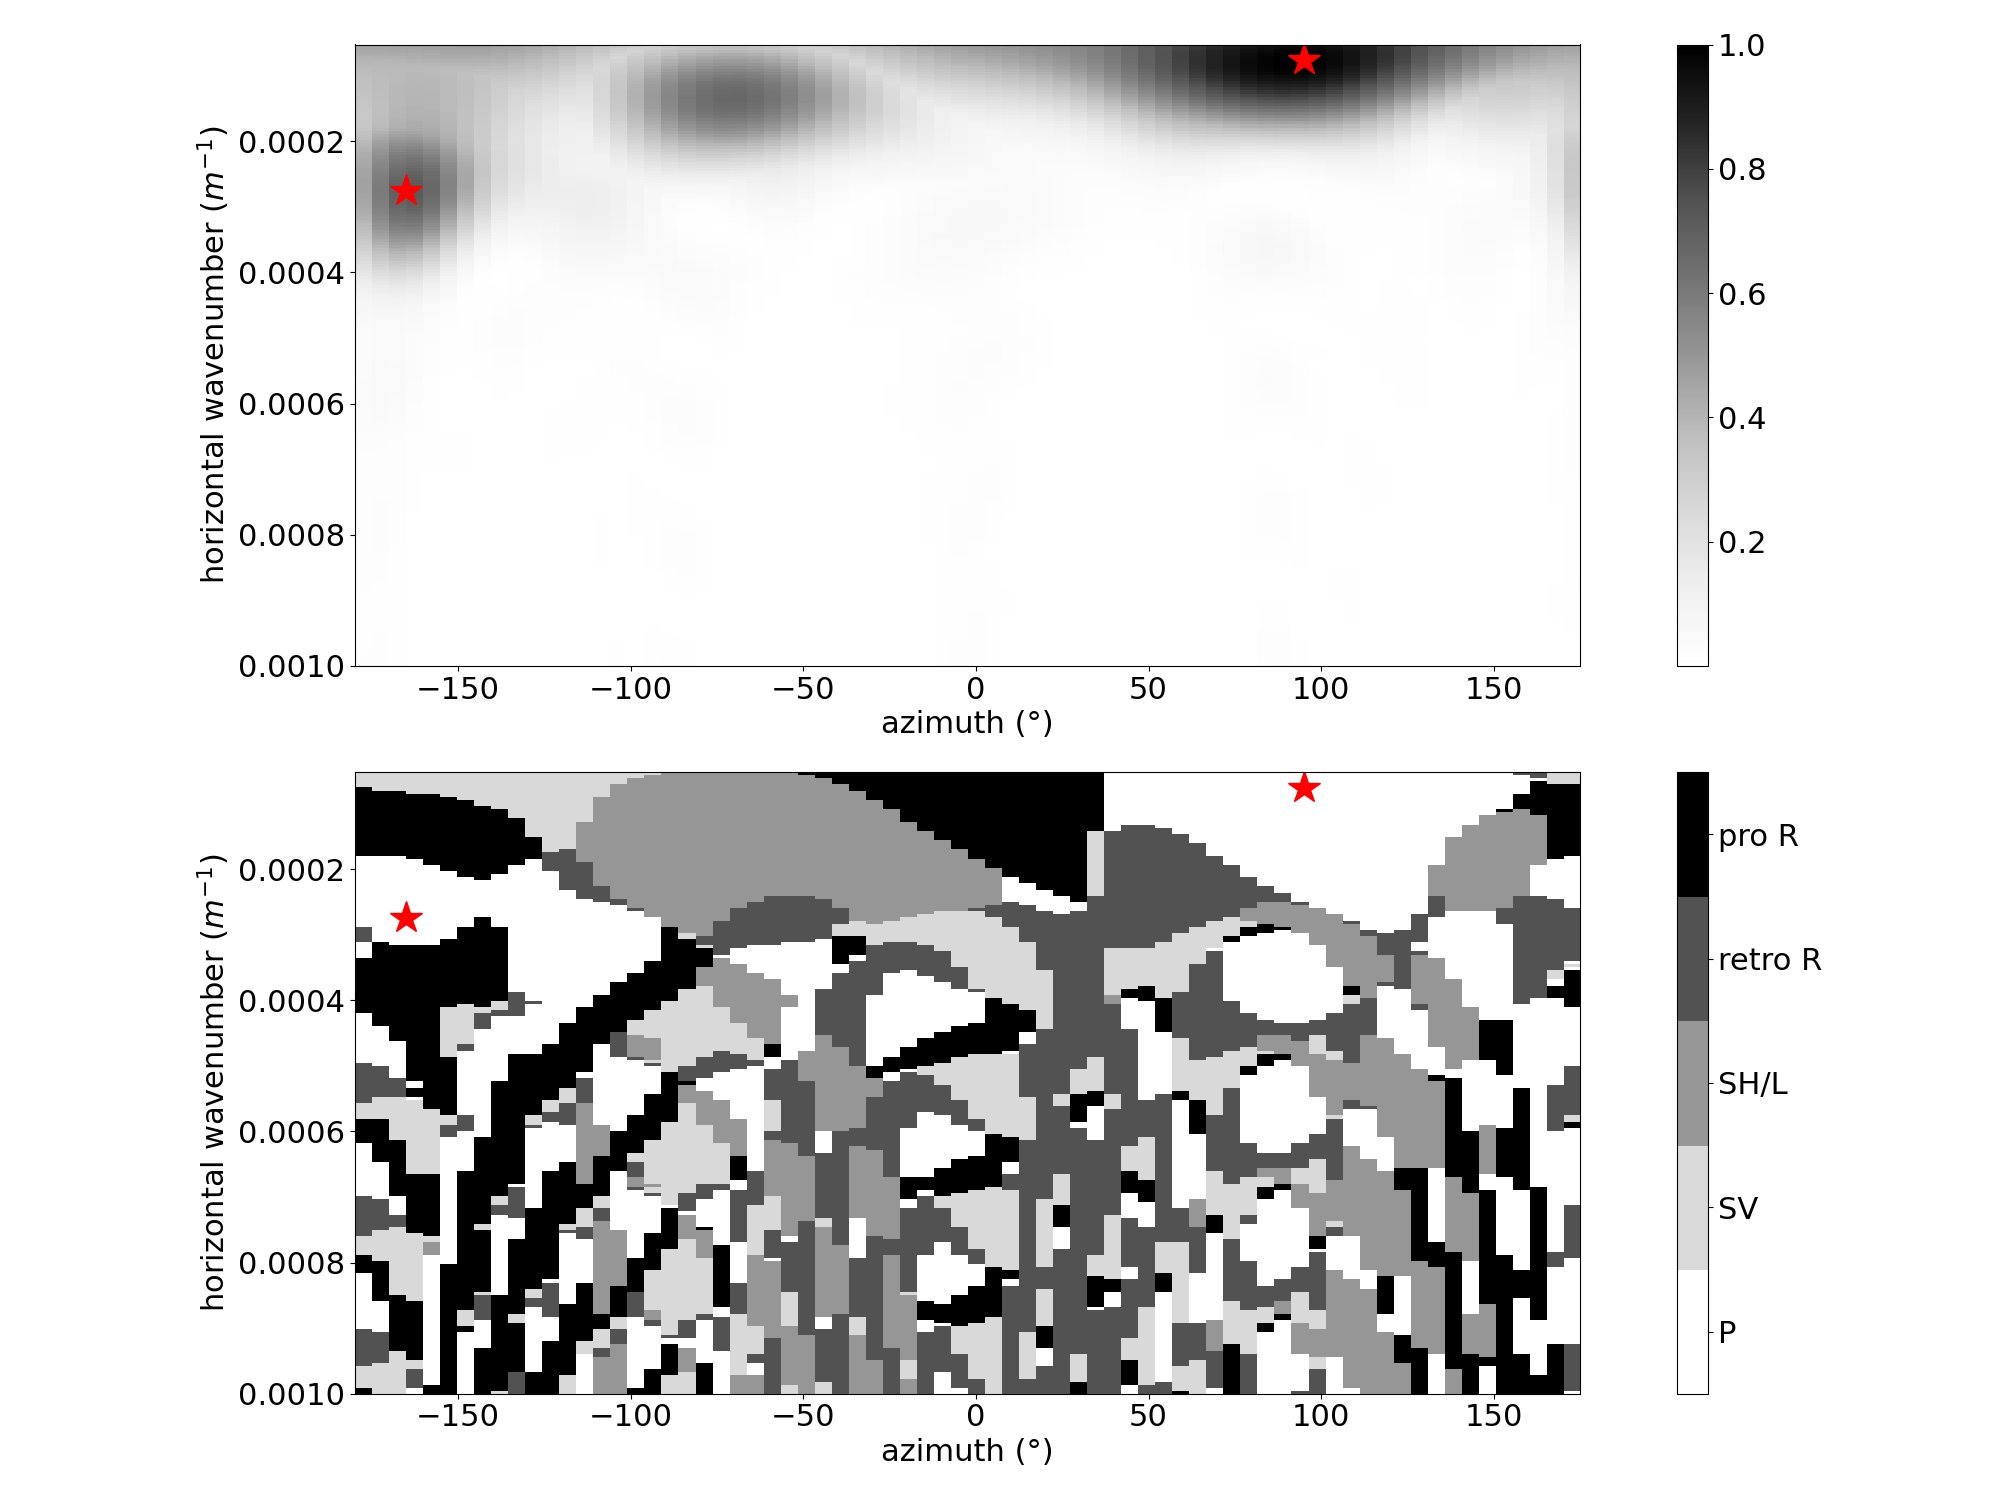 horizontal wavenumber (m⁻¹)
0.0002
0.0004
0.0006
0.0008
0.0010
−150 −100 −50 0 50 100 150
azimuth (°)
1.0
0.8
0.6
0.4
0.2
horizontal wavenumber (m⁻¹)
0.0002
0.0004
0.0006
0.0008
0.0010
−150 −100 −50 0 50 100 150
azimuth (°)
pro R
retro R
SH/L
SV
P